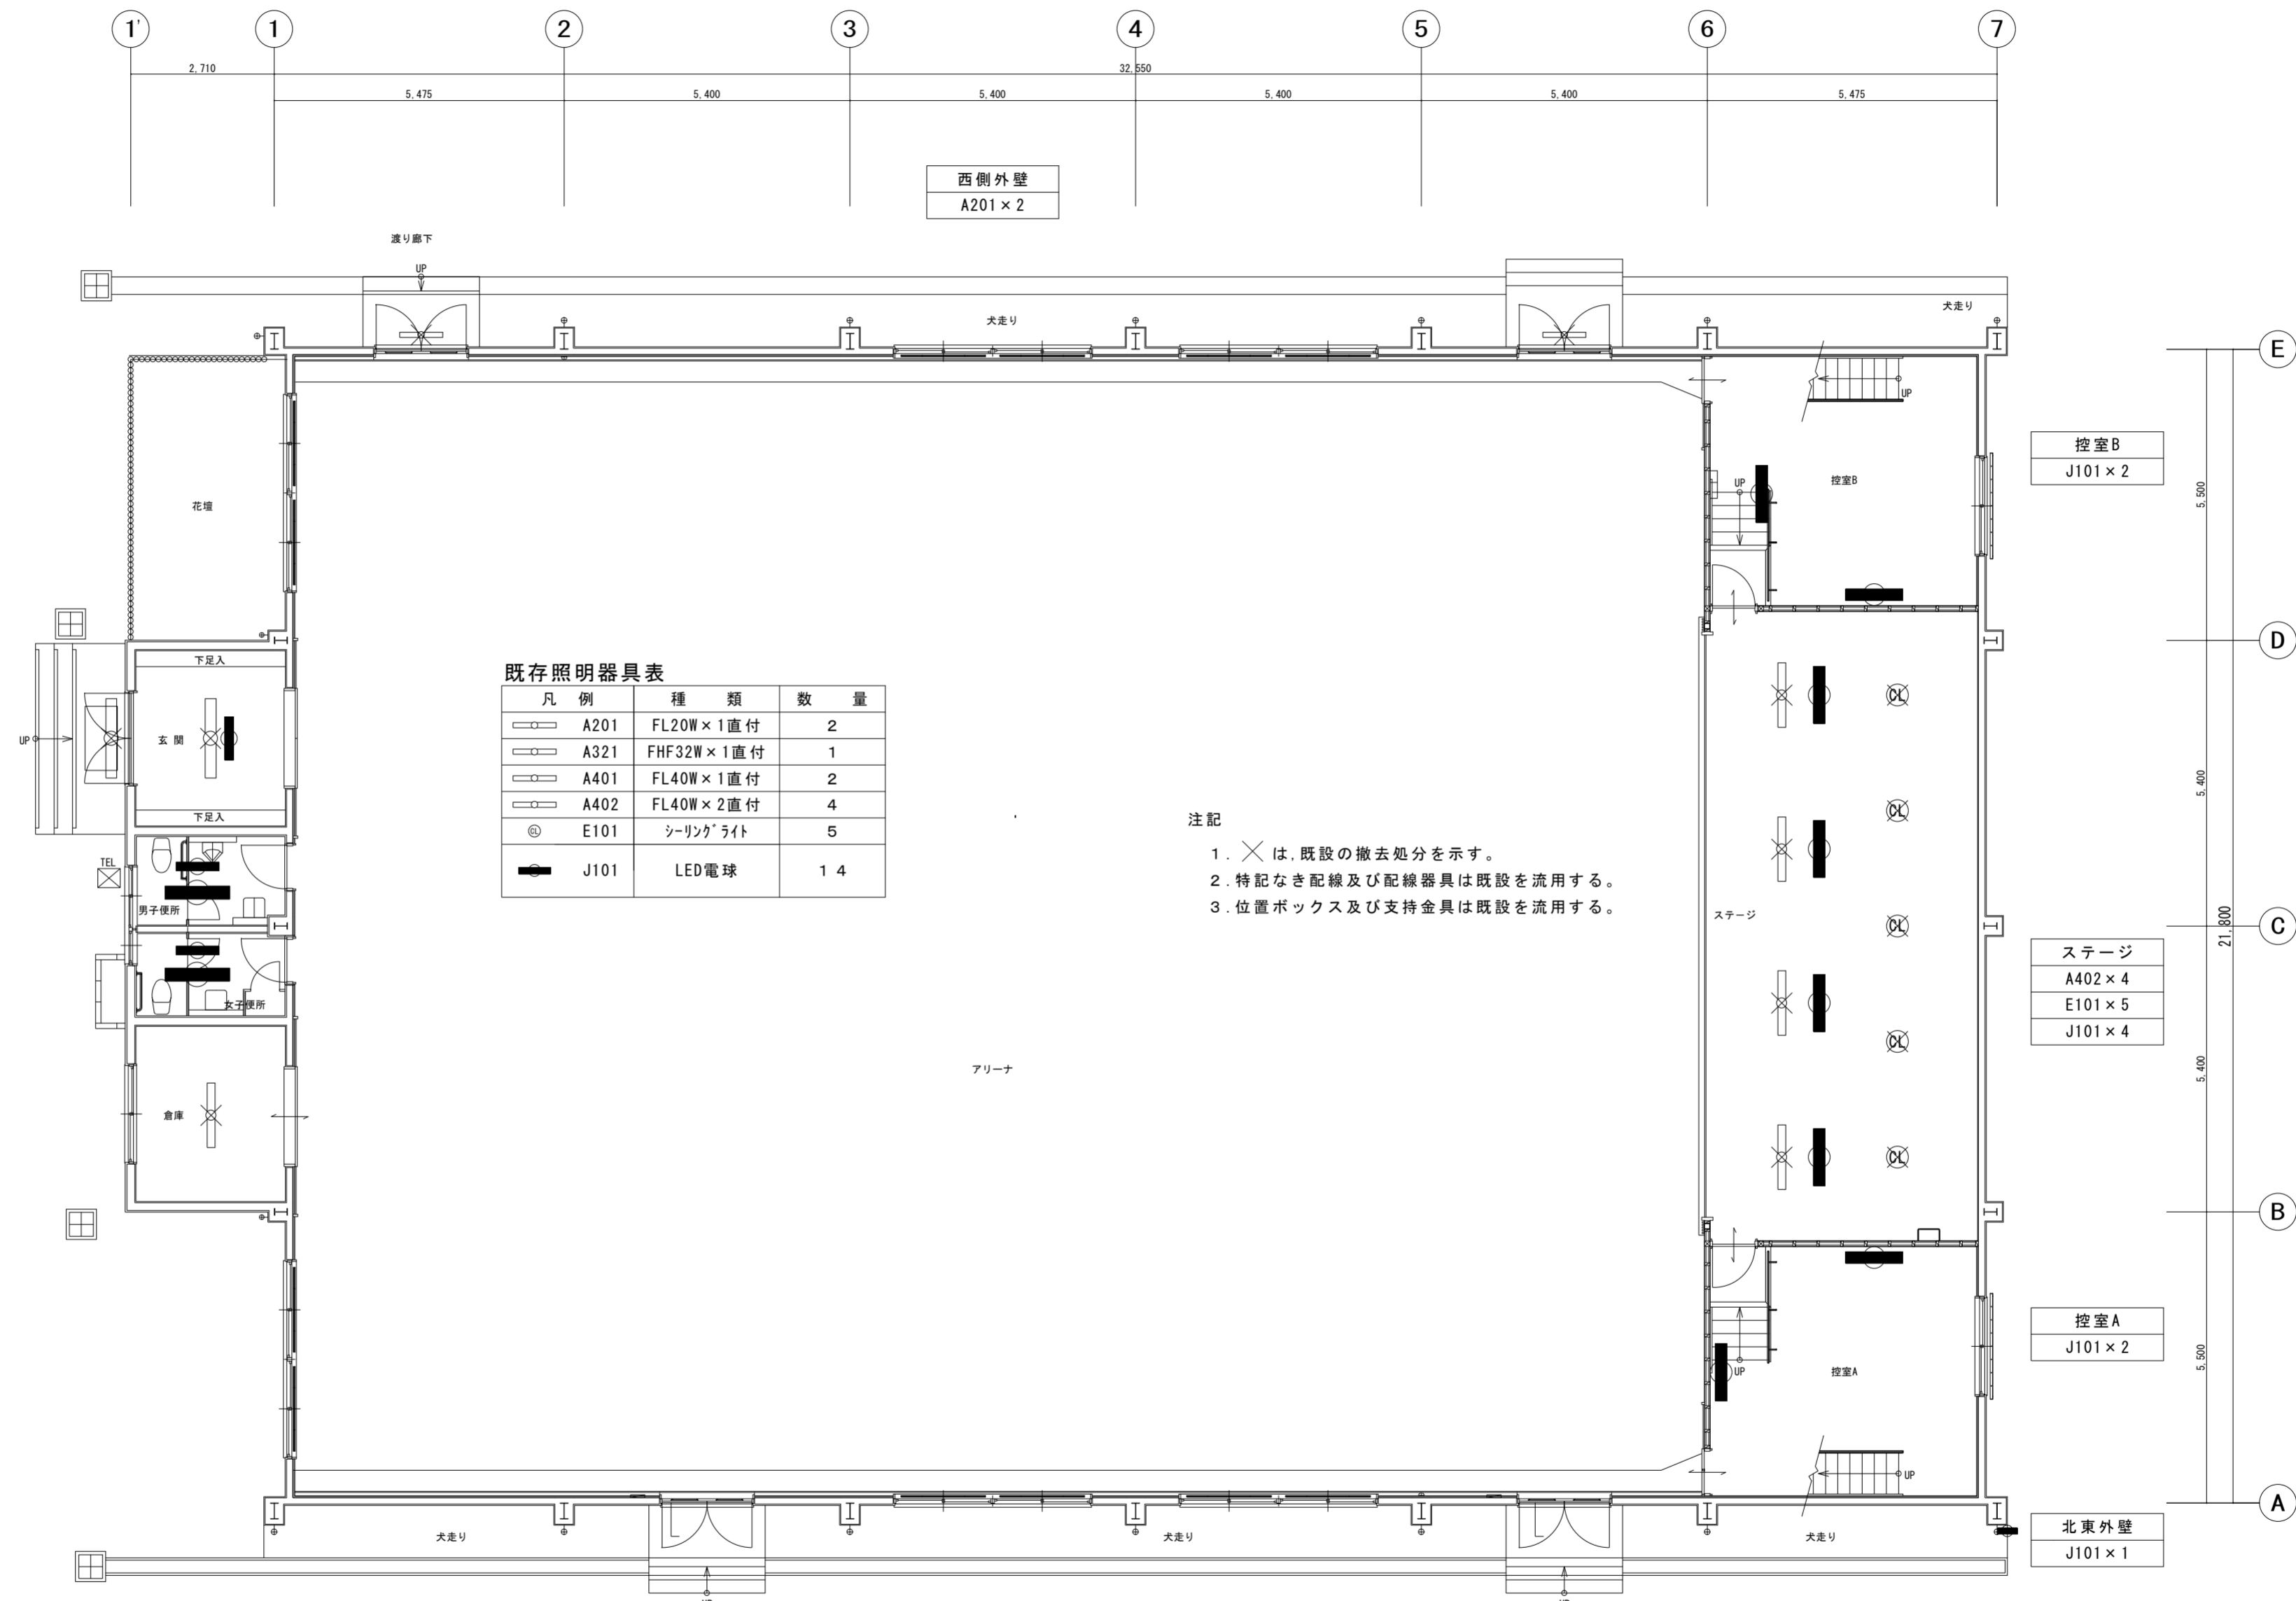 1' 1 2 3 4 5 6 7
2,710 32,550
5,475 5,400 5,400 5,400 5,400 5,475
西側外壁
A201×2
渡り廊下
UP
犬走り
犬走り
E
UP
控室B
J101×2
UP
控室B
5,500
花壇
D
下足入
既存照明器具表
凡例 種類 数量
A201 FL20W×1直付 2
A321 FHF32W×1直付 1
A401 FL40W×1直付 2
A402 FL40W×2直付 4
CL E101 シーリングライト 5
J101 LED電球 14
UP
玄関
下足入
CL
CL
CL
CL
CL
5,400
注記
1.╳は,既設の撤去処分を示す。
2.特記なき配線及び配線器具は既設を流用する。
3.位置ボックス及び支持金具は既設を流用する。
TEL
男子便所
ステージ
C
21,800
ステージ
A402×4
E101×5
J101×4
女子便所
アリーナ
5,400
倉庫
B
控室A
J101×2
UP
控室A
5,500
UP
A
北東外壁
J101×1
犬走り
犬走り
犬走り